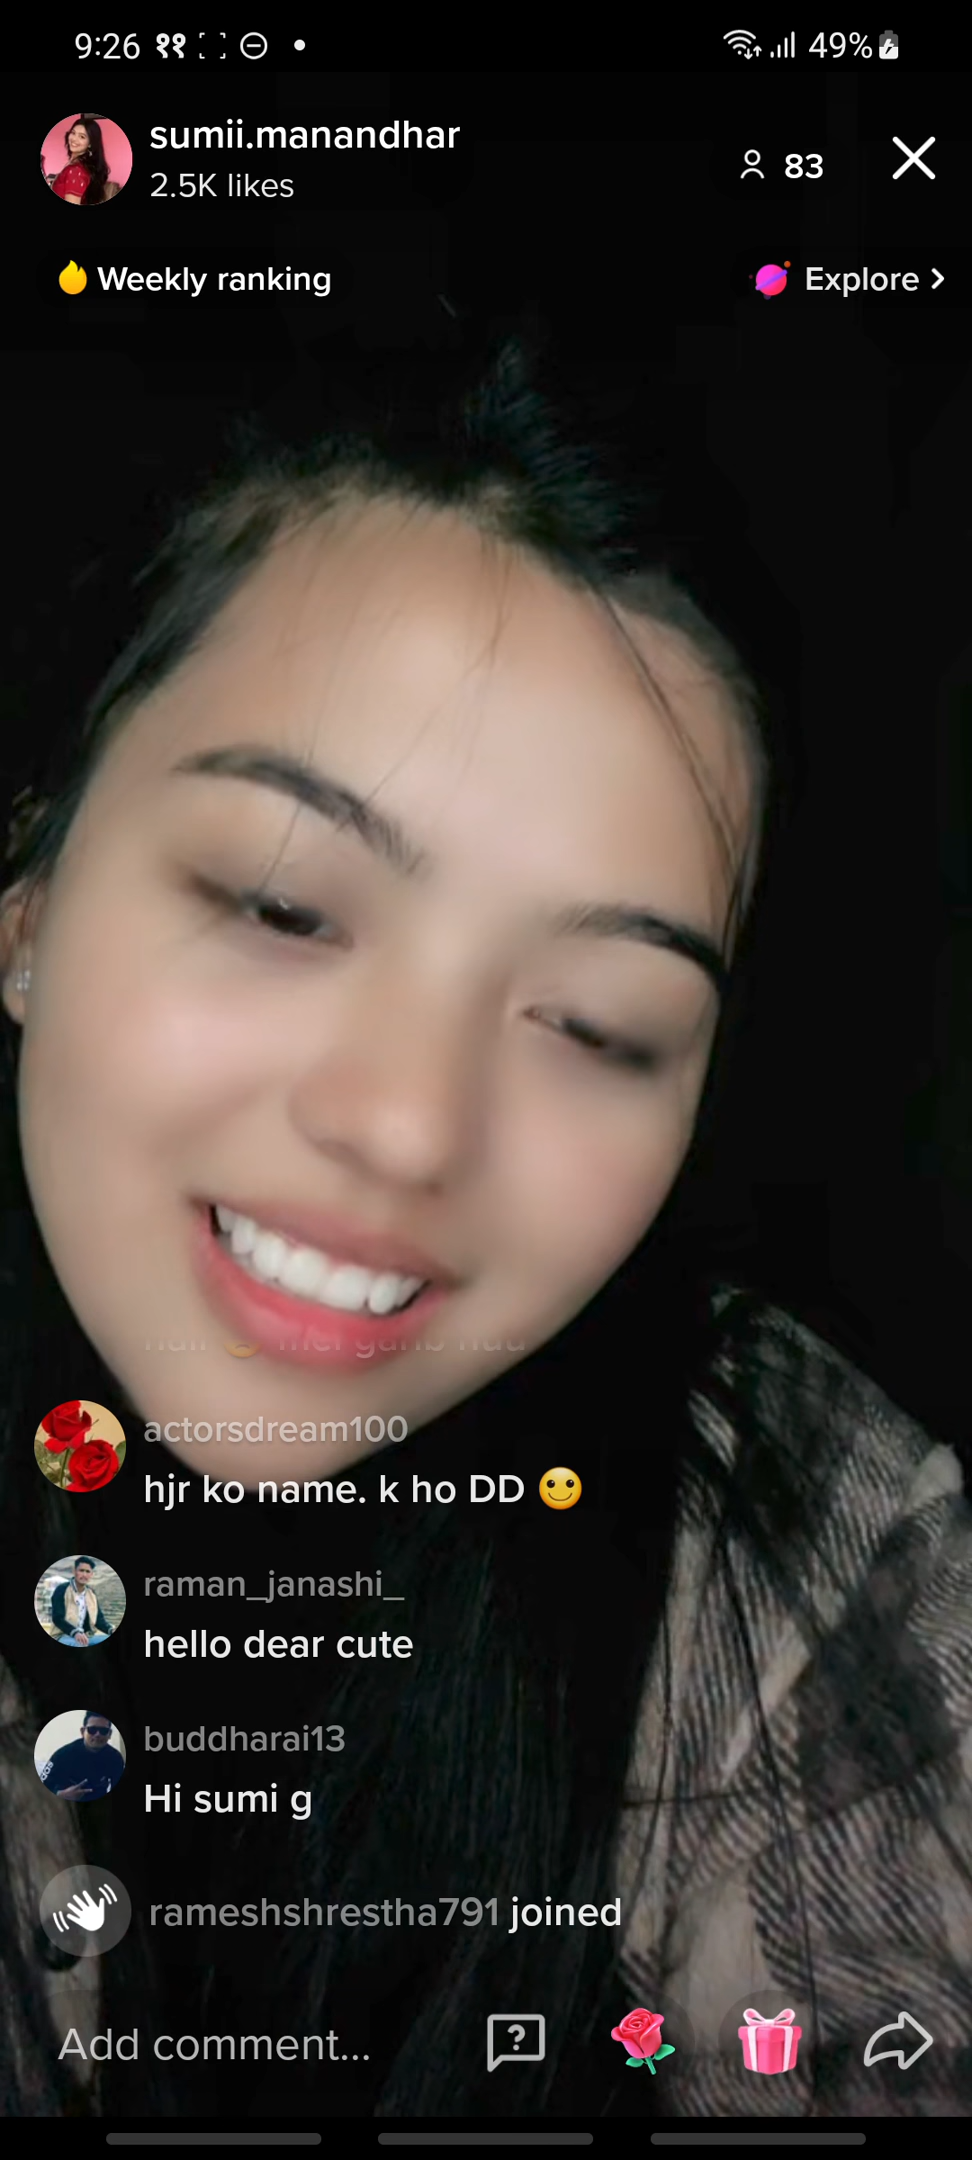 9:26 ११ 49%
sumii.manandhar
2.5K likes
83
Weekly ranking
Explore
actorsdream100
hjr ko name. k ho DD 🙂
raman_janashi_
hello dear cute
buddharai13
Hi sumi g
rameshshrestha791 joined
Add comment...